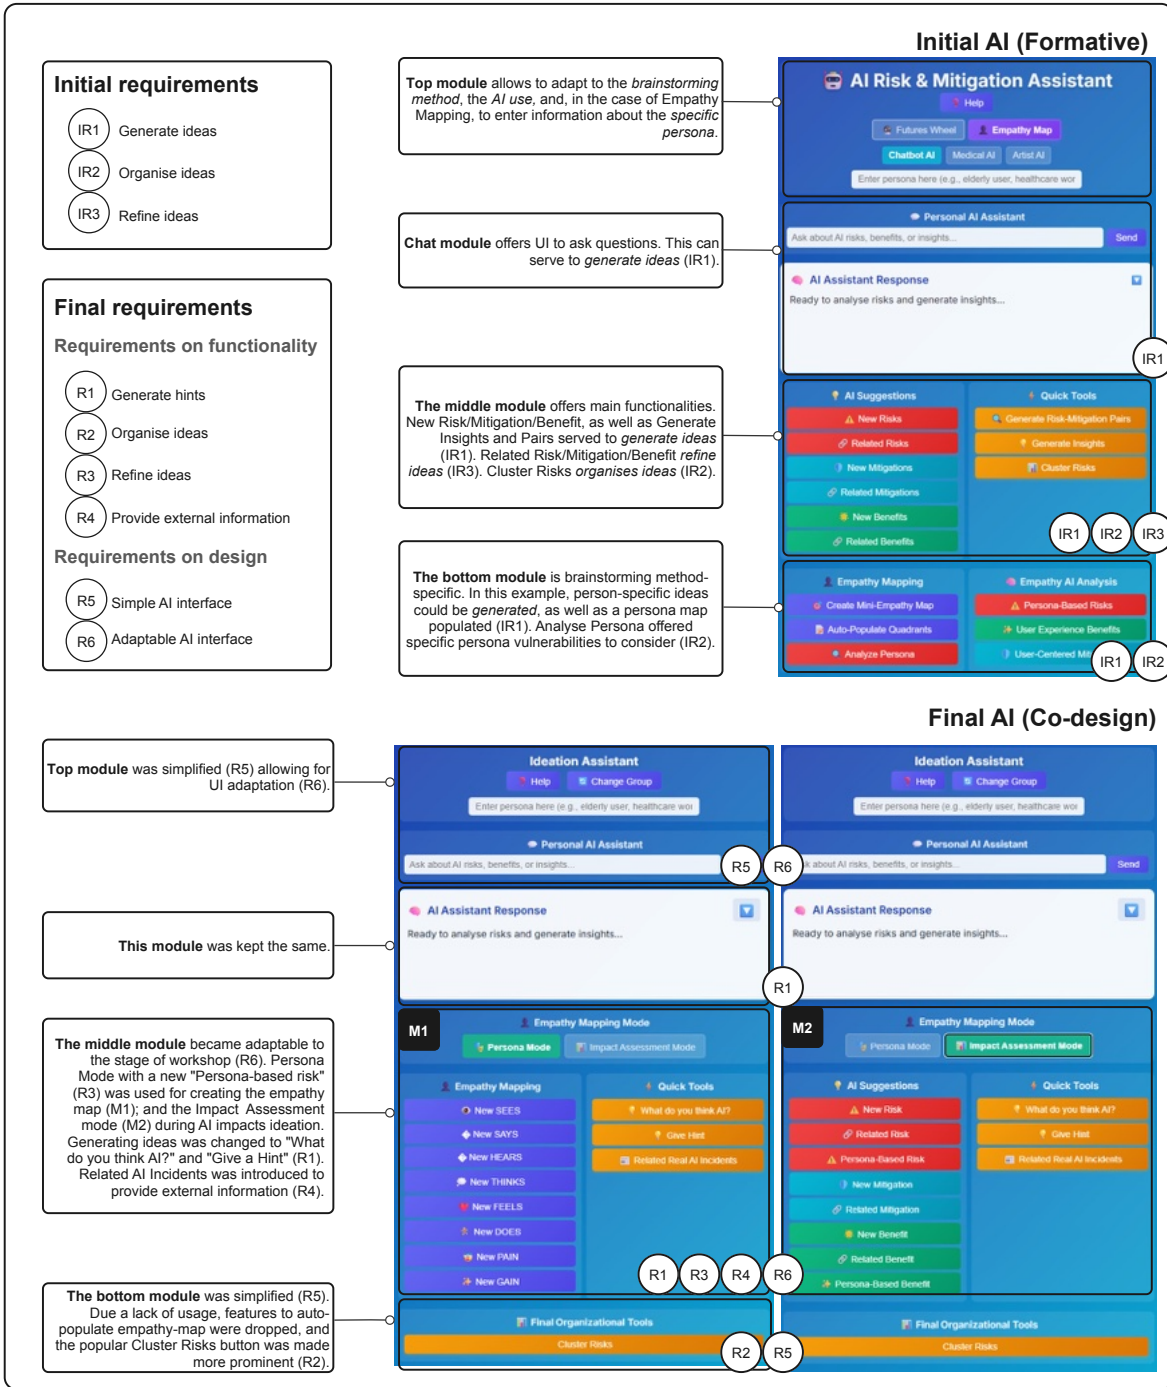 Initial AI (Formative)
Initial requirements
IR1 Generate ideas
IR2 Organise ideas
IR3 Refine ideas
Final requirements
Requirements on functionality
R1 Generate hints
R2 Organise ideas
R3 Refine ideas
R4 Provide external information
Requirements on design
R5 Simple AI interface
R6 Adaptable AI interface
Top module allows to adapt to the brainstorming
method, the AI use, and, in the case of Empathy
Mapping, to enter information about the specific
persona.
Chat module offers UI to ask questions. This can
serve to generate ideas (IR1).
The middle module offers main functionalities.
New Risk/Mitigation/Benefit, as well as Generate
Insights and Pairs served to generate ideas
(IR1). Related Risk/Mitigation/Benefit refine
ideas (IR3). Cluster Risks organises ideas (IR2).
The bottom module is brainstorming method-
specific. In this example, person-specific ideas
could be generated, as well as a persona map
populated (IR1). Analyse Persona offered
specific persona vulnerabilities to consider (IR2).
AI Risk & Mitigation Assistant
Help
Futures Wheel Empathy Map
Chatbot AI Medical AI Artist AI
Enter persona here (e.g., elderly user, healthcare wor
Personal AI Assistant
Ask about AI risks, benefits, or insights... Send
AI Assistant Response
Ready to analyse risks and generate insights...
IR1
AI Suggestions
New Risks
Related Risks
New Mitigations
Related Mitigations
New Benefits
Related Benefits
Quick Tools
Generate Risk-Mitigation Pairs
Generate Insights
Cluster Risks
IR1 IR2 IR3
Empathy Mapping
Create Mini-Empathy Map
Auto-Populate Quadrants
Analyze Persona
Empathy AI Analysis
Persona-Based Risks
User Experience Benefits
User-Centered Mit
IR1 IR2
Final AI (Co-design)
Top module was simplified (R5) allowing for
UI adaptation (R6).
This module was kept the same.
The middle module became adaptable to
the stage of workshop (R6). Persona
Mode with a new "Persona-based risk"
(R3) was used for creating the empathy
map (M1); and the Impact Assessment
mode (M2) during AI impacts ideation.
Generating ideas was changed to "What
do you think AI?" and "Give a Hint" (R1).
Related AI Incidents was introduced to
provide external information (R4).
The bottom module was simplified (R5).
Due a lack of usage, features to auto-
populate empathy-map were dropped, and
the popular Cluster Risks button was made
more prominent (R2).
Ideation Assistant
Help Change Group
Enter persona here (e.g., elderly user, healthcare wor
Personal AI Assistant
Ask about AI risks, benefits, or insights...
R5 R6
AI Assistant Response
Ready to analyse risks and generate insights...
R1
M1
Empathy Mapping Mode
Persona Mode Impact Assessment Mode
Empathy Mapping
New SEES
New SAYS
New HEARS
New THINKS
New FEELS
New DOES
New PAIN
New GAIN
Quick Tools
What do you think AI?
Give Hint
Related Real AI Incidents
R1 R3 R4 R6
Final Organizational Tools
Cluster Risks
R2 R5
Ideation Assistant
Help Change Group
Enter persona here (e.g., elderly user, healthcare wor
Personal AI Assistant
k about AI risks, benefits, or insights... Send
AI Assistant Response
Ready to analyse risks and generate insights...
M2
Empathy Mapping Mode
Persona Mode Impact Assessment Mode
AI Suggestions
New Risk
Related Risk
Persona-Based Risk
New Mitigation
Related Mitigation
New Benefit
Related Benefit
Persona-Based Benefit
Quick Tools
What do you think AI?
Give Hint
Related Real AI Incidents
Final Organizational Tools
Cluster Risks